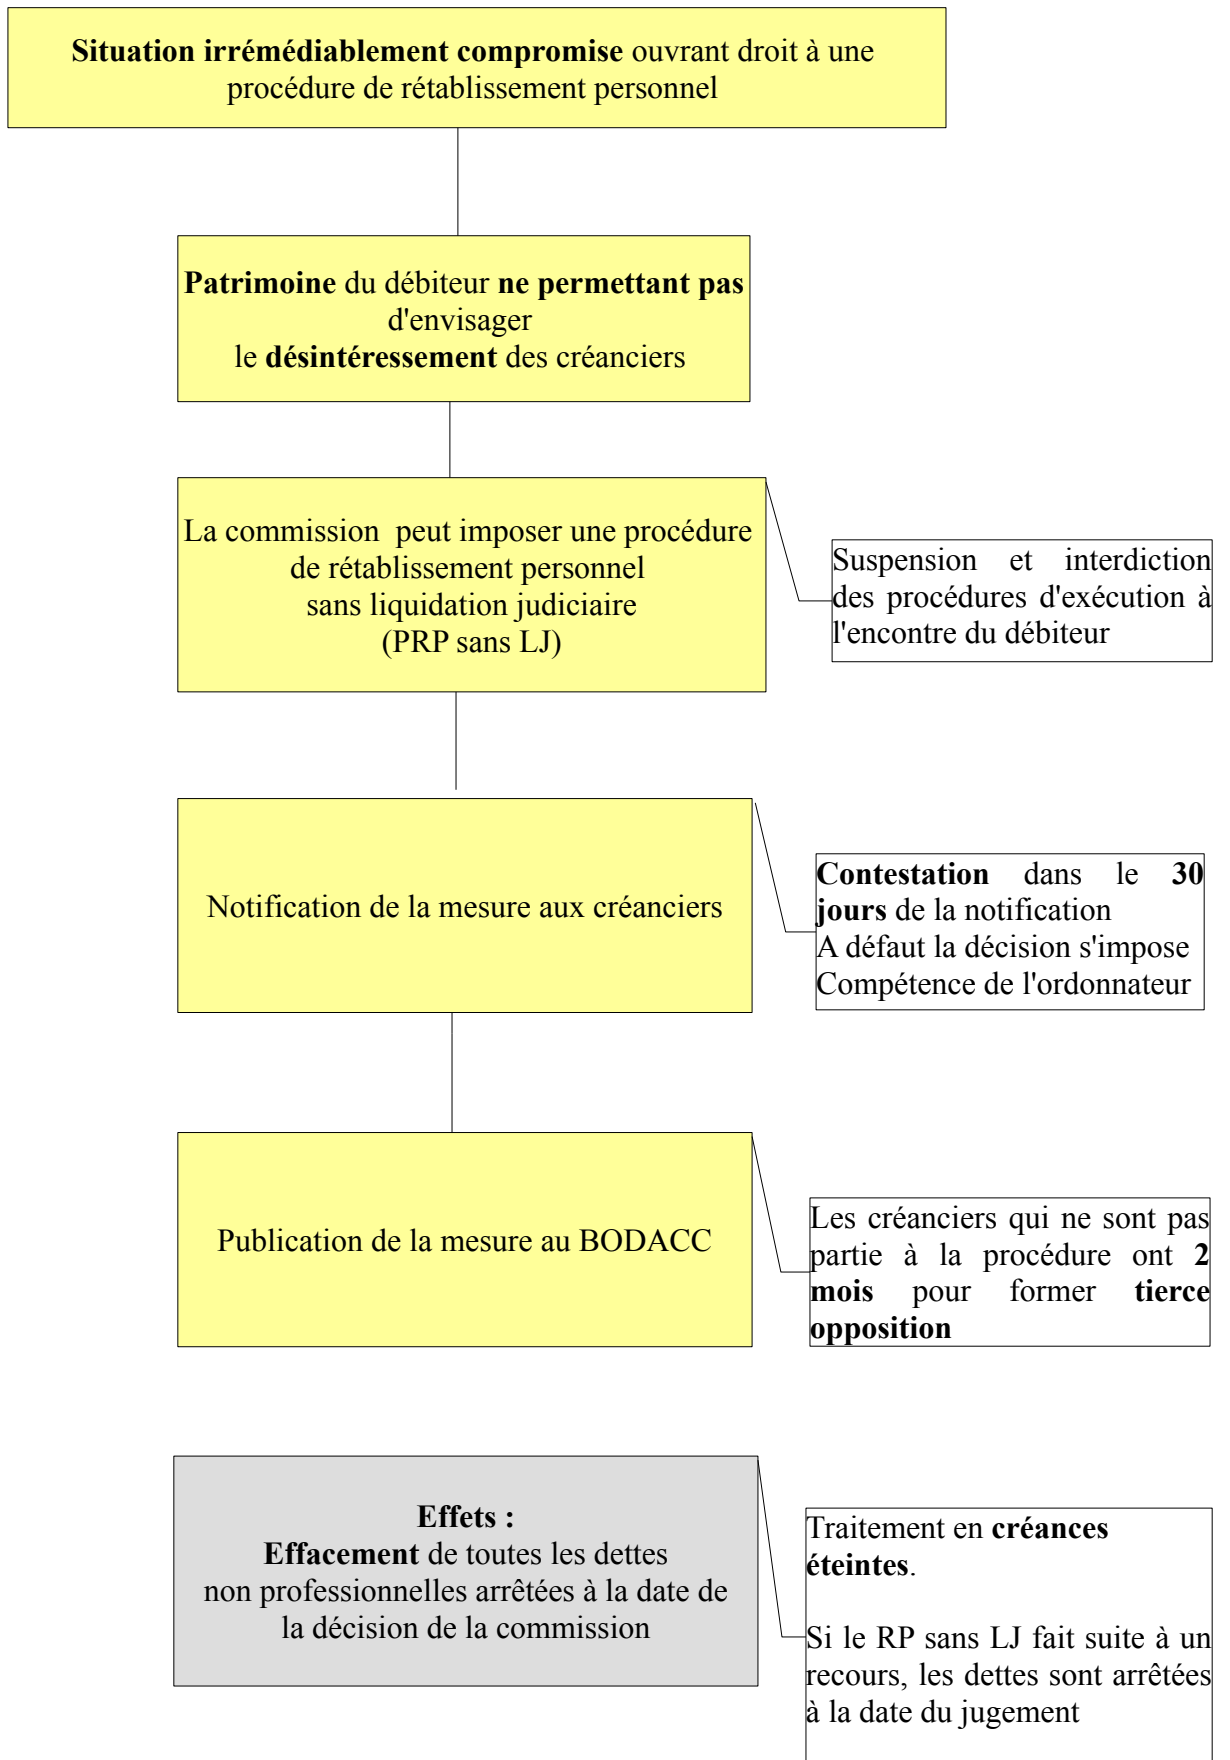 Situation irrémédiablement compromise ouvrant droit à une
procédure de rétablissement personnel
Patrimoine du débiteur ne permettant pas
d'envisager
le désintéressement des créanciers
La commission  peut imposer une procédure
de rétablissement personnel
sans liquidation judiciaire
(PRP sans LJ)
Suspension et interdiction
des procédures d'exécution à
l'encontre du débiteur
Notification de la mesure aux créanciers
Contestation dans le 30
jours de la notification
A défaut la décision s'impose
Compétence de l'ordonnateur
Publication de la mesure au BODACC
Les créanciers qui ne sont pas
partie à la procédure ont 2
mois pour former tierce
opposition
Effets :
Effacement de toutes les dettes
non professionnelles arrêtées à la date de
la décision de la commission
Traitement en créances
éteintes.
Si le RP sans LJ fait suite à un
recours, les dettes sont arrêtées
à la date du jugement